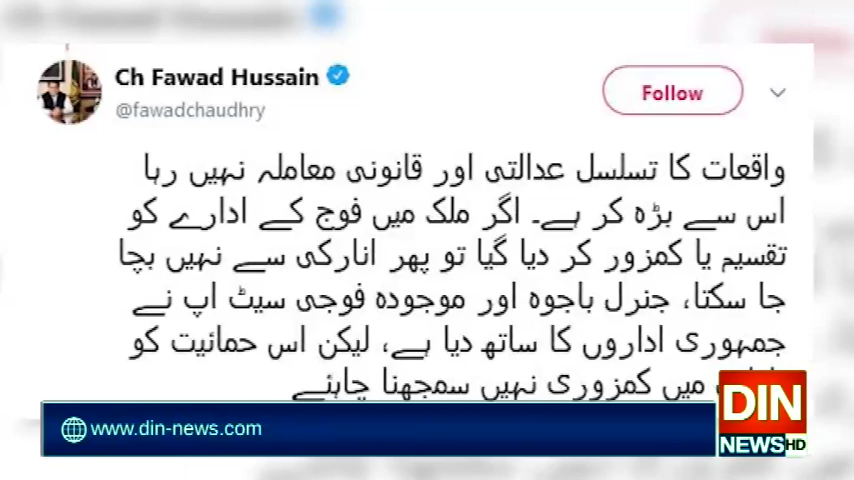 Ch Fawad Hussain
@fawadchaudhry
Follow
واقعات کا تسلسل عدالتی اور قانونی معاملہ نہیں رہا
اس سے بڑہ کر ہے۔ اگر ملک میں فوج کے ادارے کو
تقسیم یا کمزور کر دیا گیا تو پھر انارکی سے نہیں بچا
جا سکتا، جنرل باجوہ اور موجودہ فوجی سیٹ اپ نے
جمہوری اداروں کا ساتھ دیا ہے، لیکن اس حمائیت کو
میں کمزوری نہیں سمجھنا چاہئے
www.din-news.com
DIN
NEWS HD